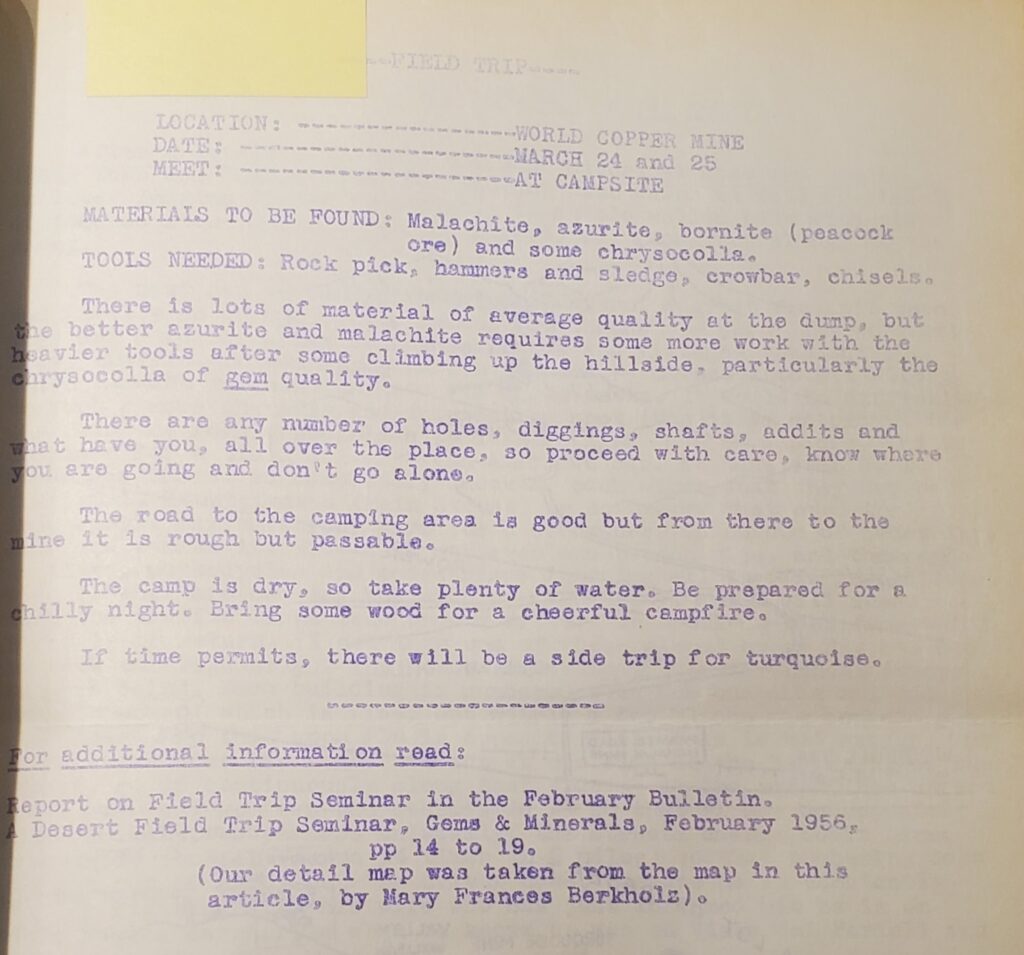 --FIELD TRIP----
LOCATION: ------------------WORLD COPPER MINE
DATE: ----------------------MARCH 24 and 25
MEET: ----------------------AT CAMPSITE
MATERIALS TO BE FOUND: Malachite, azurite, bornite (peacock
ore) and some chrysocolla.
TOOLS NEEDED: Rock pick, hammers and sledge, crowbar, chisels.
There is lots of material of average quality at the dump, but
the better azurite and malachite requires some more work with the
heavier tools after some climbing up the hillside, particularly the
chrysocolla of gem quality.
There are any number of holes, diggings, shafts, addits and
what have you, all over the place, so proceed with care, know where
you are going and don't go alone.
The road to the camping area is good but from there to the
mine it is rough but passable.
The camp is dry, so take plenty of water. Be prepared for a
chilly night. Bring some wood for a cheerful campfire.
If time permits, there will be a side trip for turquoise.
--------------------
For additional information read:
Report on Field Trip Seminar in the February Bulletin.
A Desert Field Trip Seminar, Gems & Minerals, February 1956,
pp 14 to 19.
(Our detail map was taken from the map in this
article, by Mary Frances Berkholz).